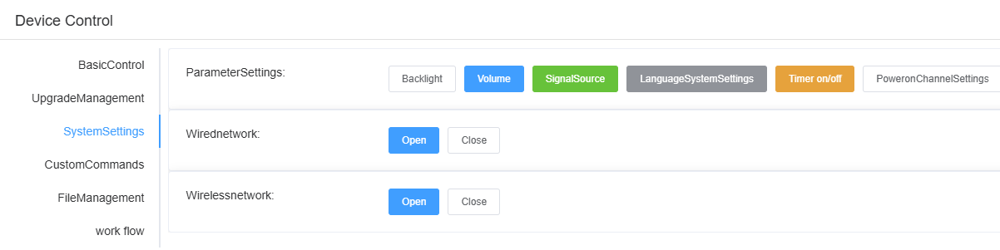 Device Control
BasicControl
UpgradeManagement
SystemSettings
CustomCommands
FileManagement
work flow
ParameterSettings: Backlight Volume SignalSource LanguageSystemSettings Timer on/off PoweronChannelSettings
Wirednetwork: Open Close
Wirelessnetwork: Open Close